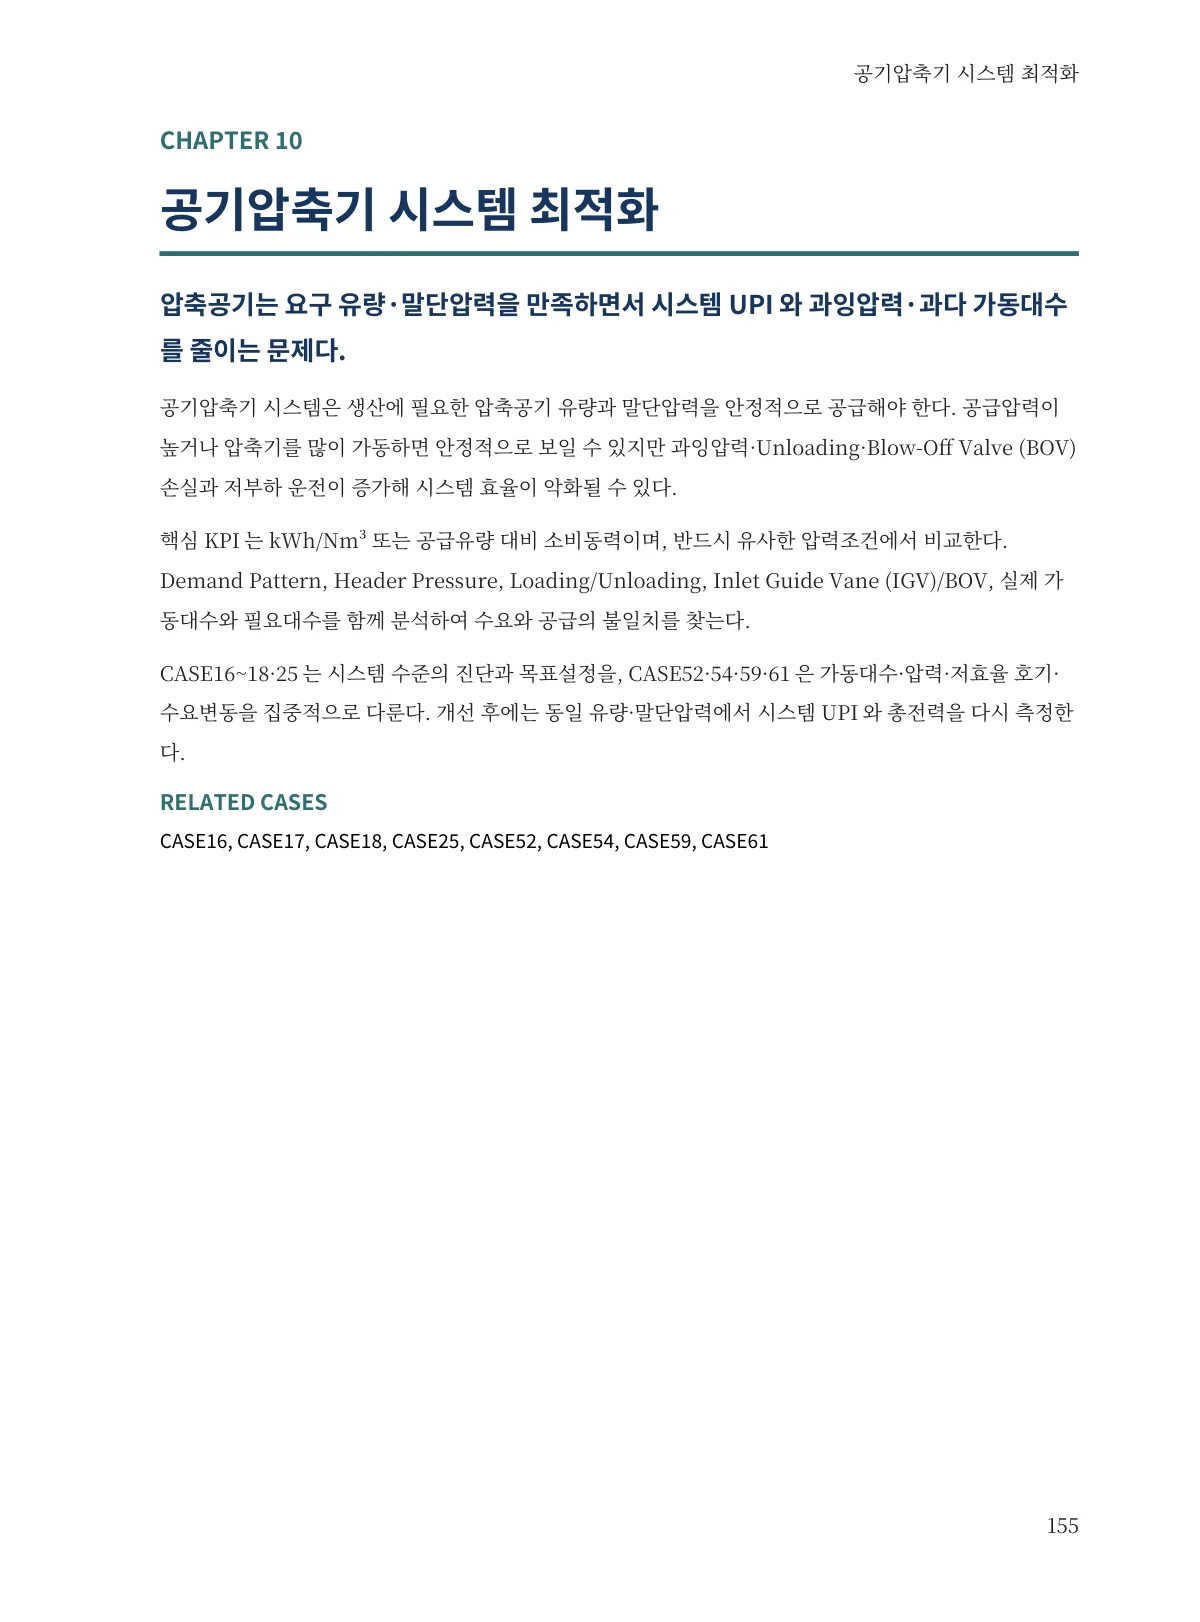 공기압축기 시스템 최적화
CHAPTER 10
공기압축기 시스템 최적화
압축공기는 요구 유량·말단압력을 만족하면서 시스템 UPI 와 과잉압력·과다 가동대수
를 줄이는 문제다.
공기압축기 시스템은 생산에 필요한 압축공기 유량과 말단압력을 안정적으로 공급해야 한다. 공급압력이
높거나 압축기를 많이 가동하면 안정적으로 보일 수 있지만 과잉압력·Unloading·Blow-Off Valve (BOV)
손실과 저부하 운전이 증가해 시스템 효율이 악화될 수 있다.
핵심 KPI 는 kWh/Nm³ 또는 공급유량 대비 소비동력이며, 반드시 유사한 압력조건에서 비교한다.
Demand Pattern, Header Pressure, Loading/Unloading, Inlet Guide Vane (IGV)/BOV, 실제 가
동대수와 필요대수를 함께 분석하여 수요와 공급의 불일치를 찾는다.
CASE16~18·25 는 시스템 수준의 진단과 목표설정을, CASE52·54·59·61 은 가동대수·압력·저효율 호기·
수요변동을 집중적으로 다룬다. 개선 후에는 동일 유량·말단압력에서 시스템 UPI 와 총전력을 다시 측정한
다.
RELATED CASES
CASE16, CASE17, CASE18, CASE25, CASE52, CASE54, CASE59, CASE61
155